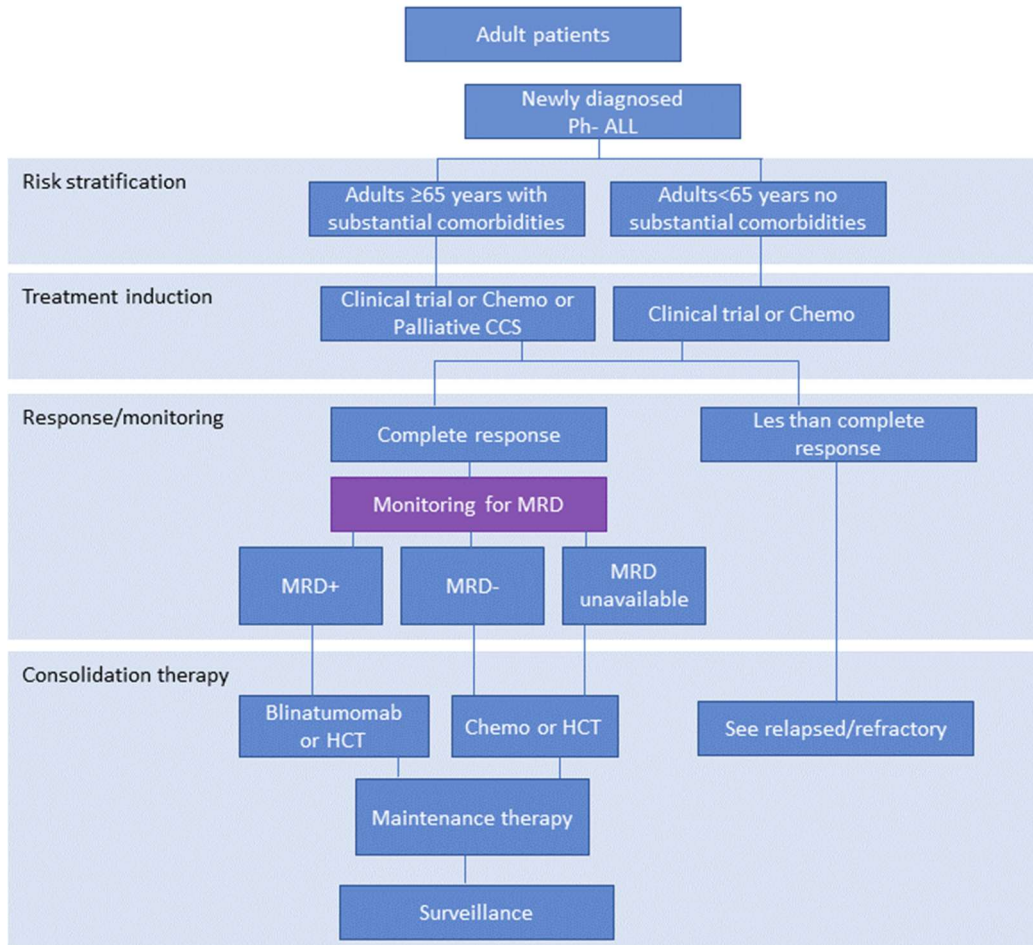 Adult patients
Newly diagnosed
Ph- ALL
Risk stratification
Adults ≥65 years with
substantial comorbidities
Adults<65 years no
substantial comorbidities
Treatment induction
Clinical trial or Chemo or
Palliative CCS
Clinical trial or Chemo
Response/monitoring
Complete response
Less than complete
response
Monitoring for MRD
MRD+
MRD-
MRD
unavailable
Consolidation therapy
Blinatumomab
or HCT
Chemo or HCT
See relapsed/refractory
Maintenance therapy
Surveillance